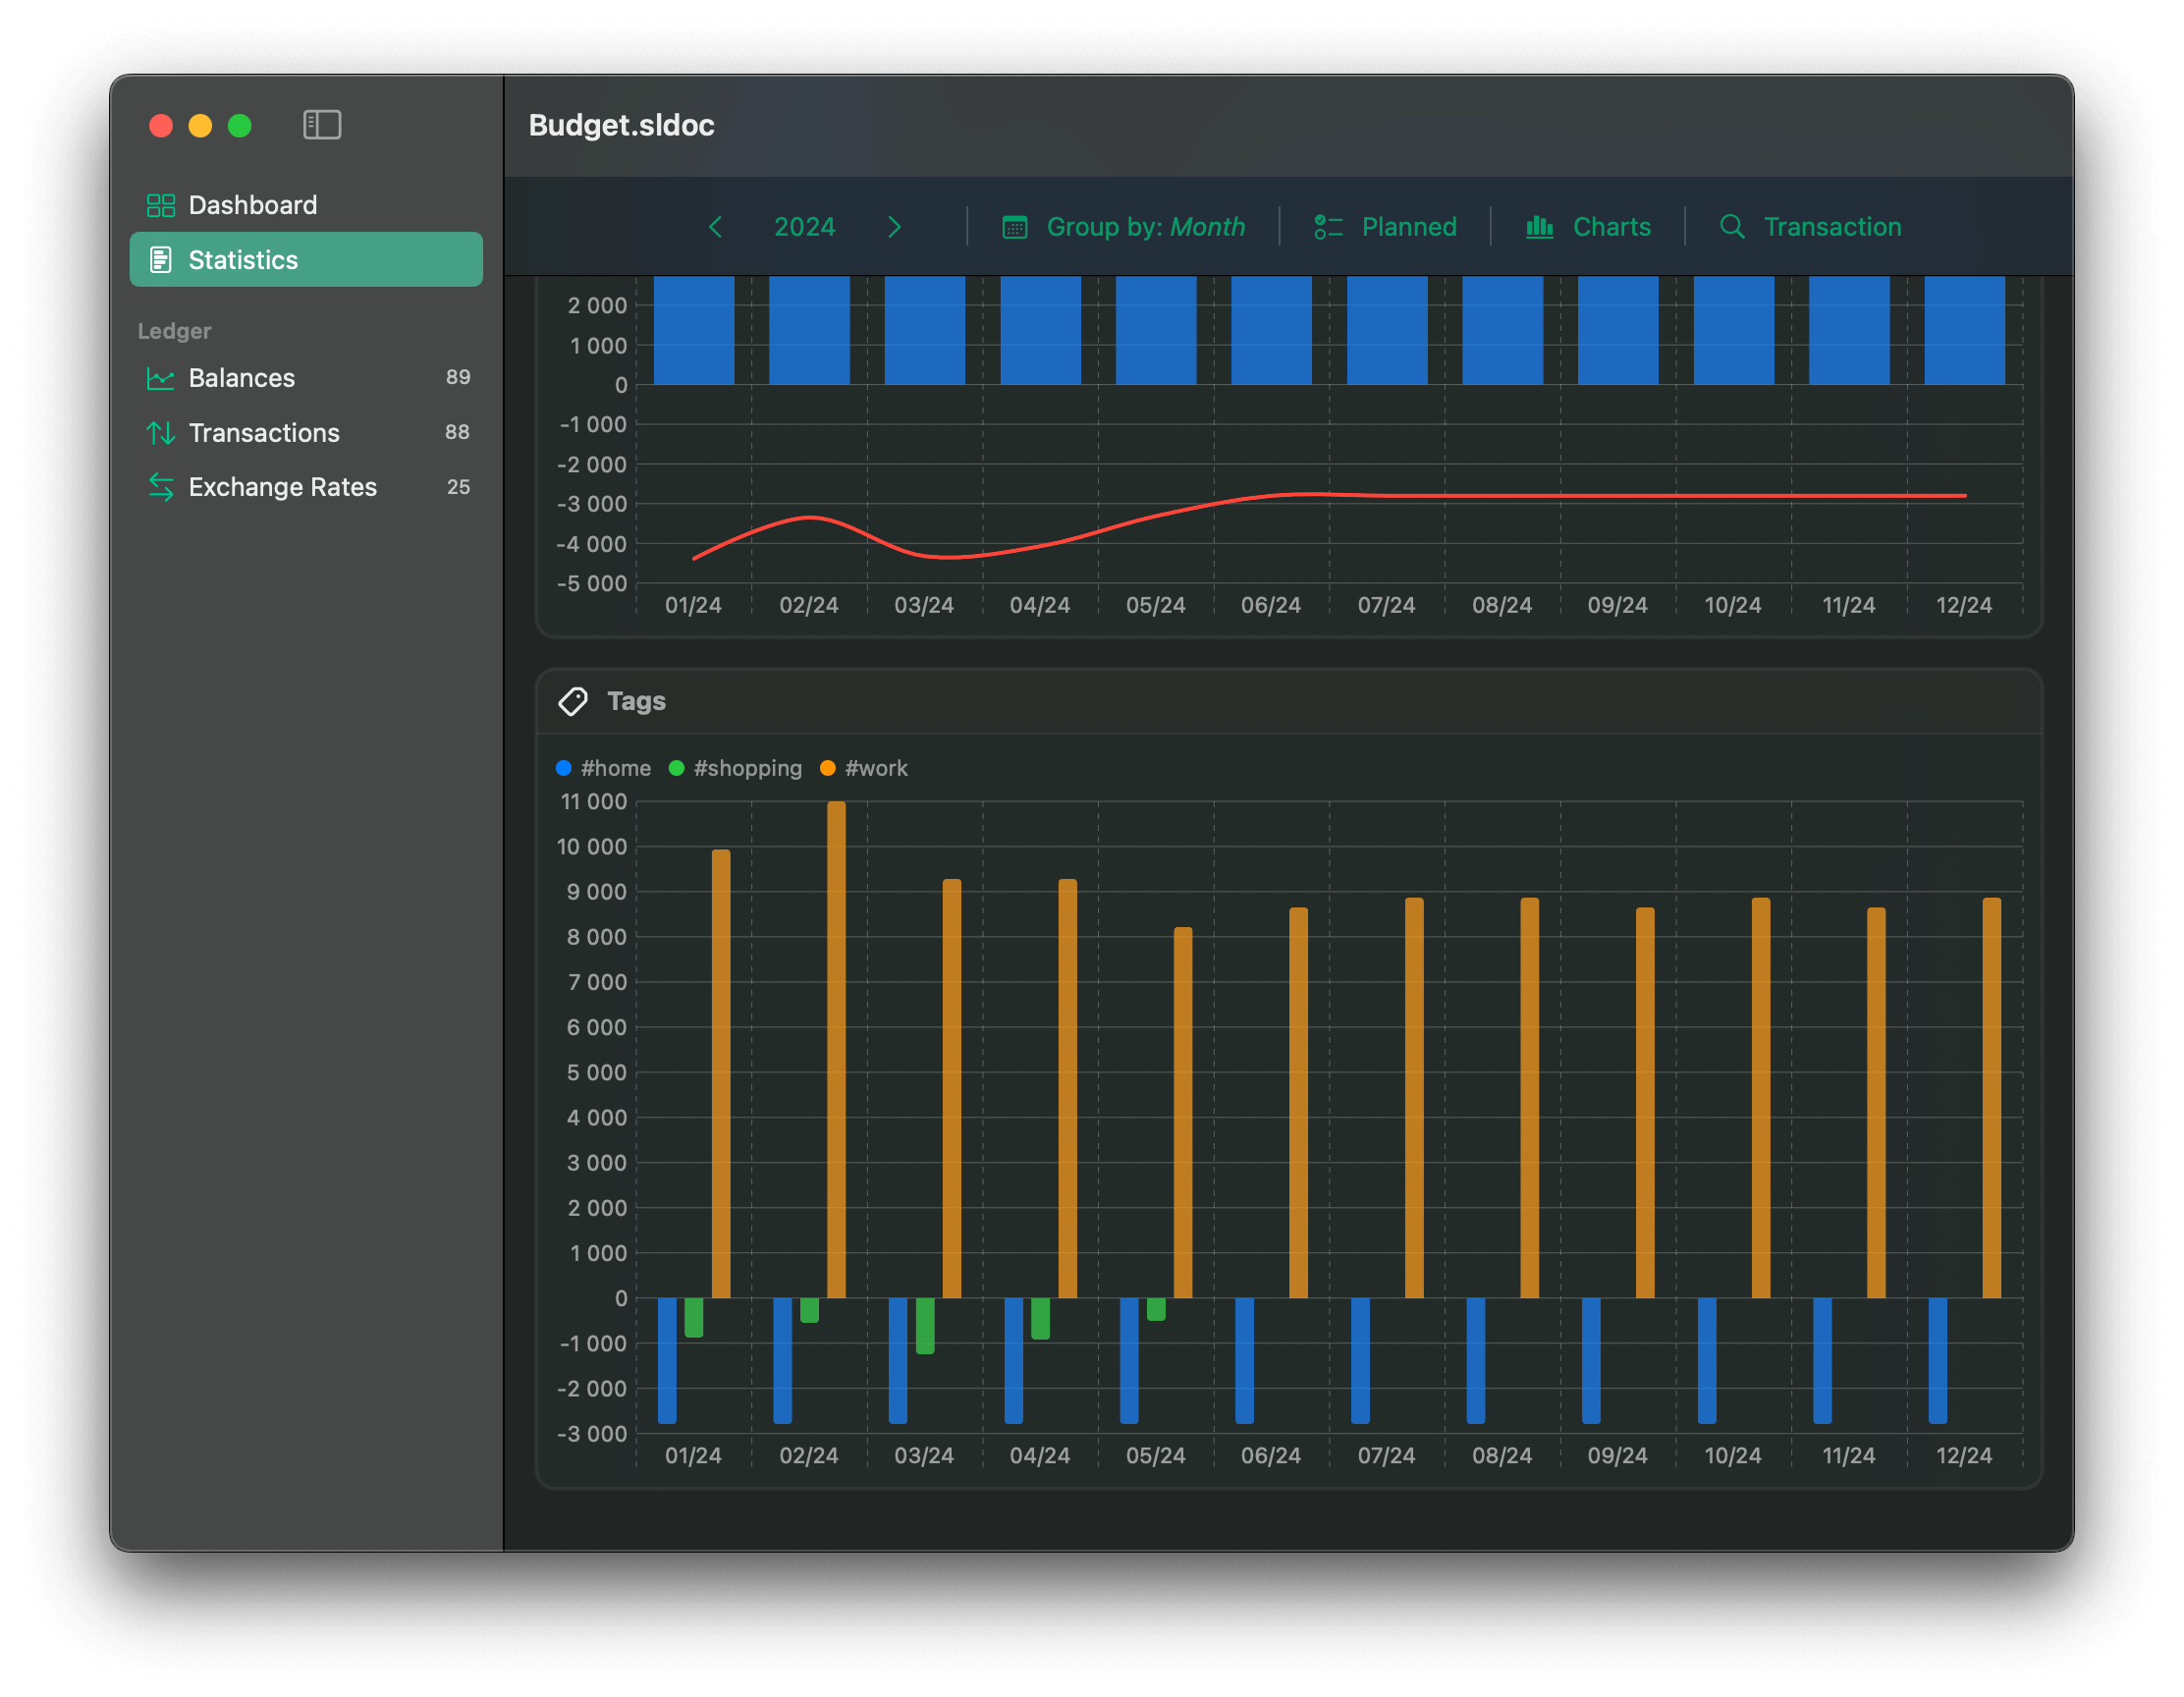 Budget.sldoc
Dashboard
Statistics
Ledger
Balances 89
Transactions 88
Exchange Rates 25
2024 Group by: Month Planned Charts Transaction
2 000
1 000
0
-1 000
-2 000
-3 000
-4 000
-5 000
01/24 02/24 03/24 04/24 05/24 06/24 07/24 08/24 09/24 10/24 11/24 12/24
Tags
#home #shopping #work
11 000
10 000
9 000
8 000
7 000
6 000
5 000
4 000
3 000
2 000
1 000
0
-1 000
-2 000
-3 000
01/24 02/24 03/24 04/24 05/24 06/24 07/24 08/24 09/24 10/24 11/24 12/24